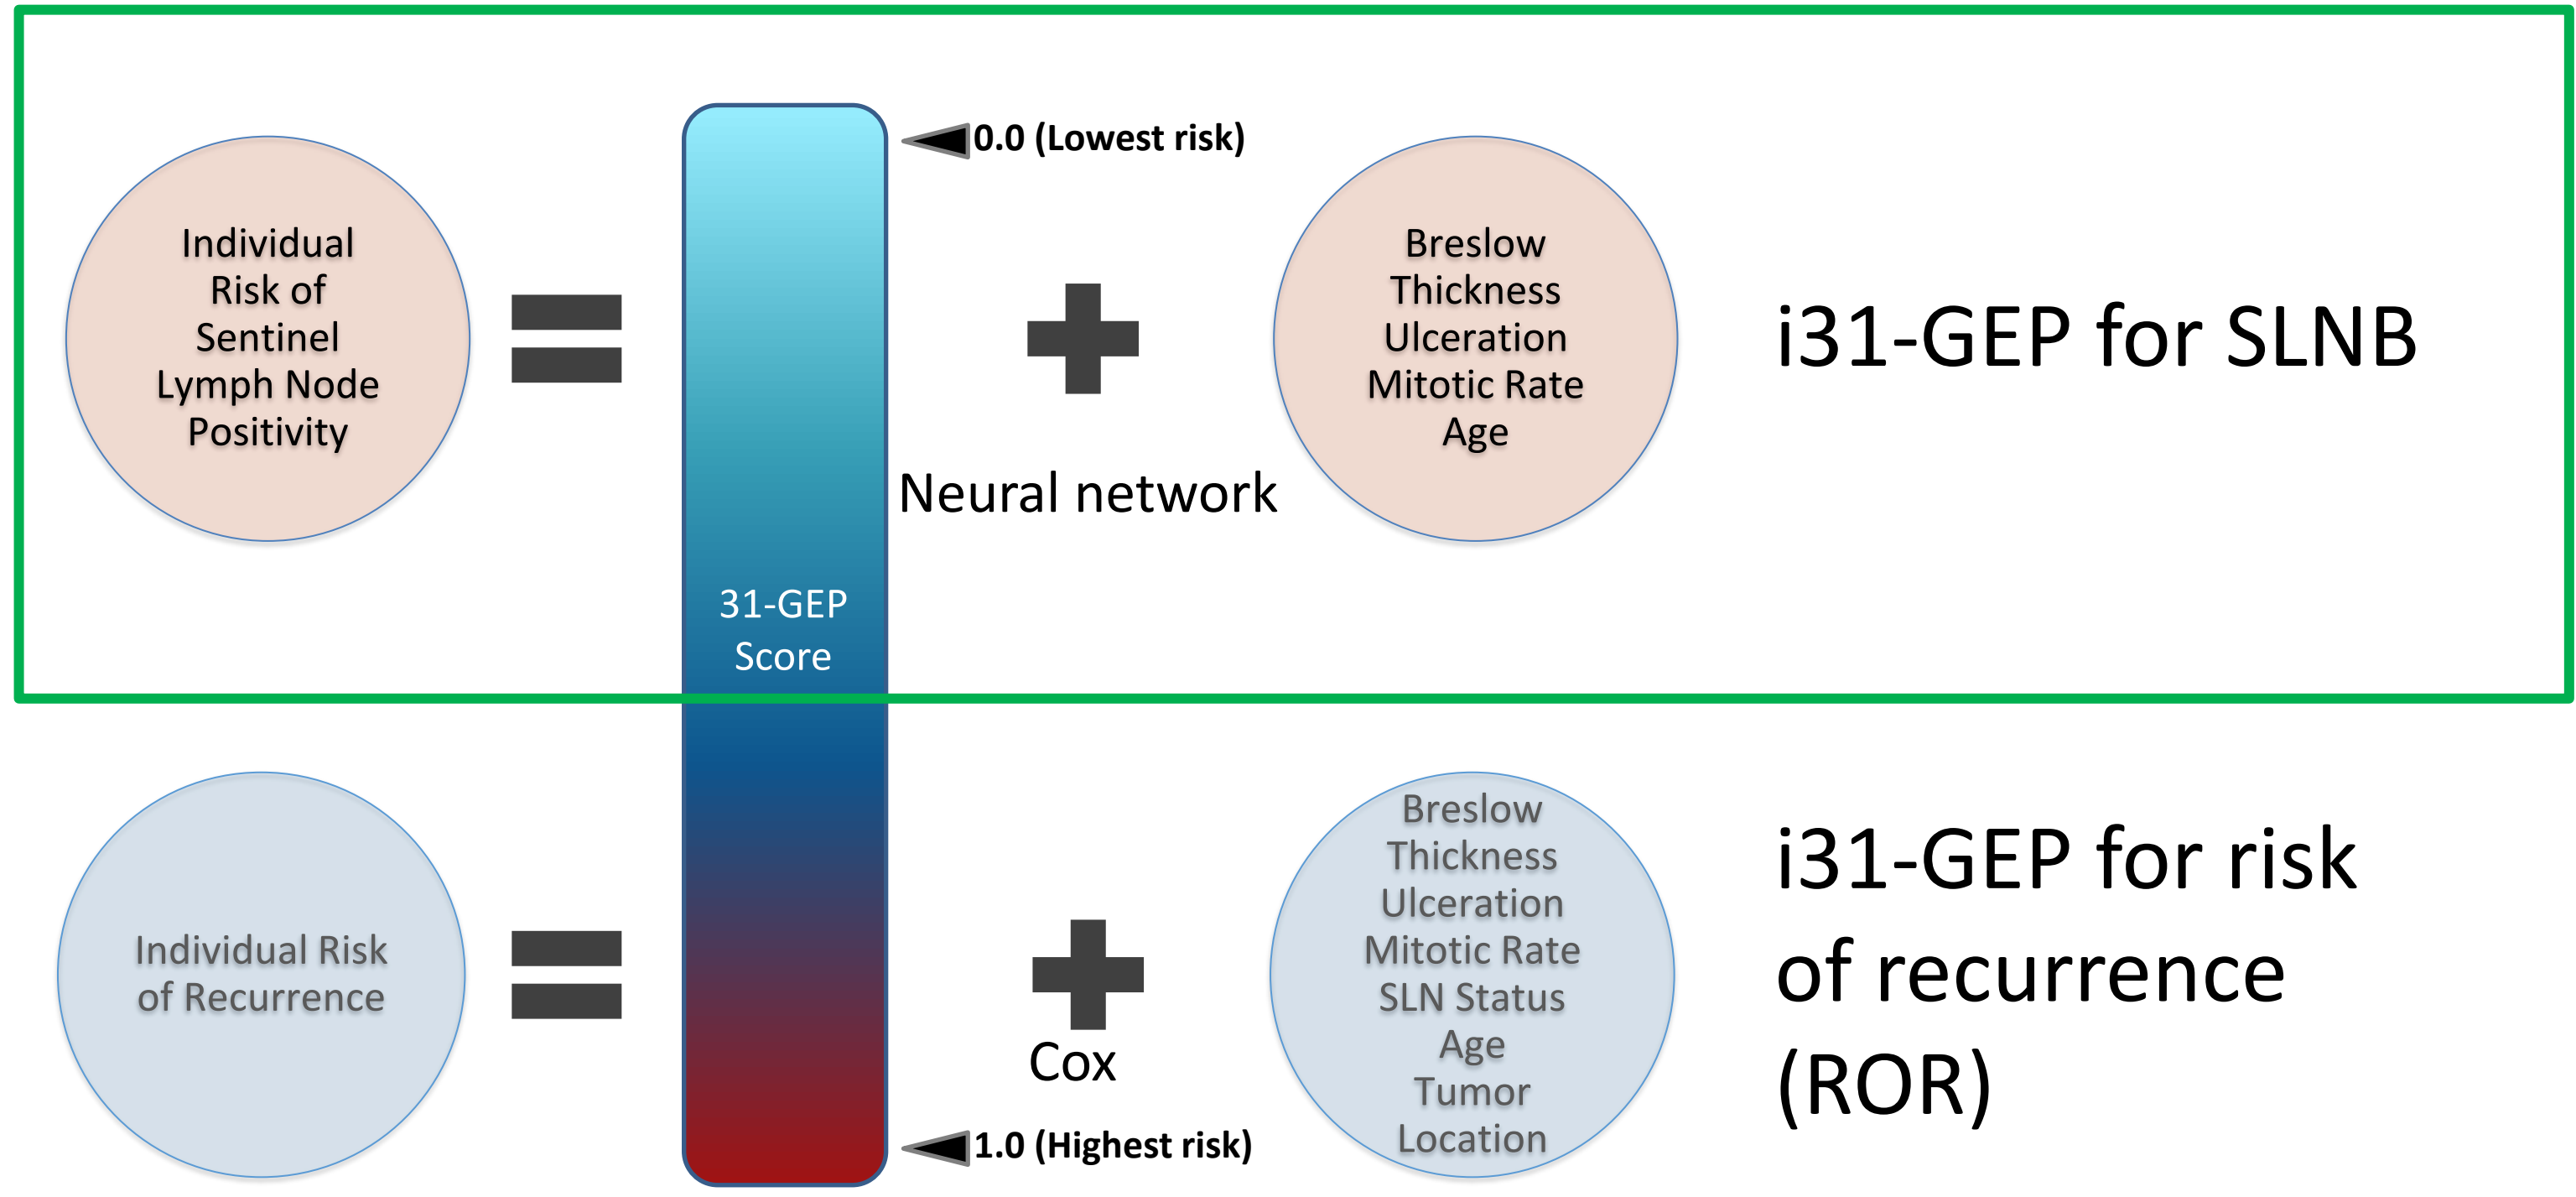 Individual
Risk of
Sentinel
Lymph Node
Positivity
31-GEP
Score
0.0 (Lowest risk)
Neural network
Breslow
Thickness
Ulceration
Mitotic Rate
Age
i31-GEP for SLNB
Individual Risk
of Recurrence
Cox
1.0 (Highest risk)
Breslow
Thickness
Ulceration
Mitotic Rate
SLN Status
Age
Tumor
Location
i31-GEP for risk
of recurrence
(ROR)